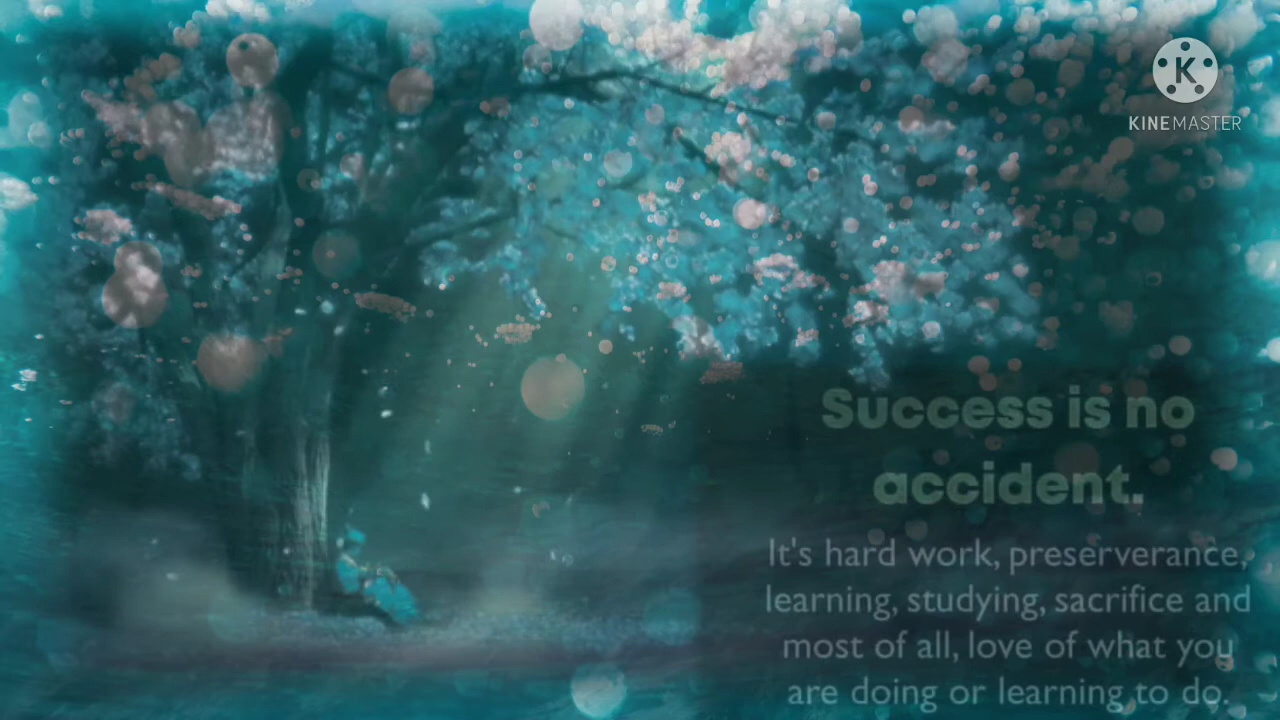 K
KINEMASTER
Success is no
accident.
It's hard work, preserverance,
learning, studying, sacrifice and
most of all, love of what you
are doing or learning to do.